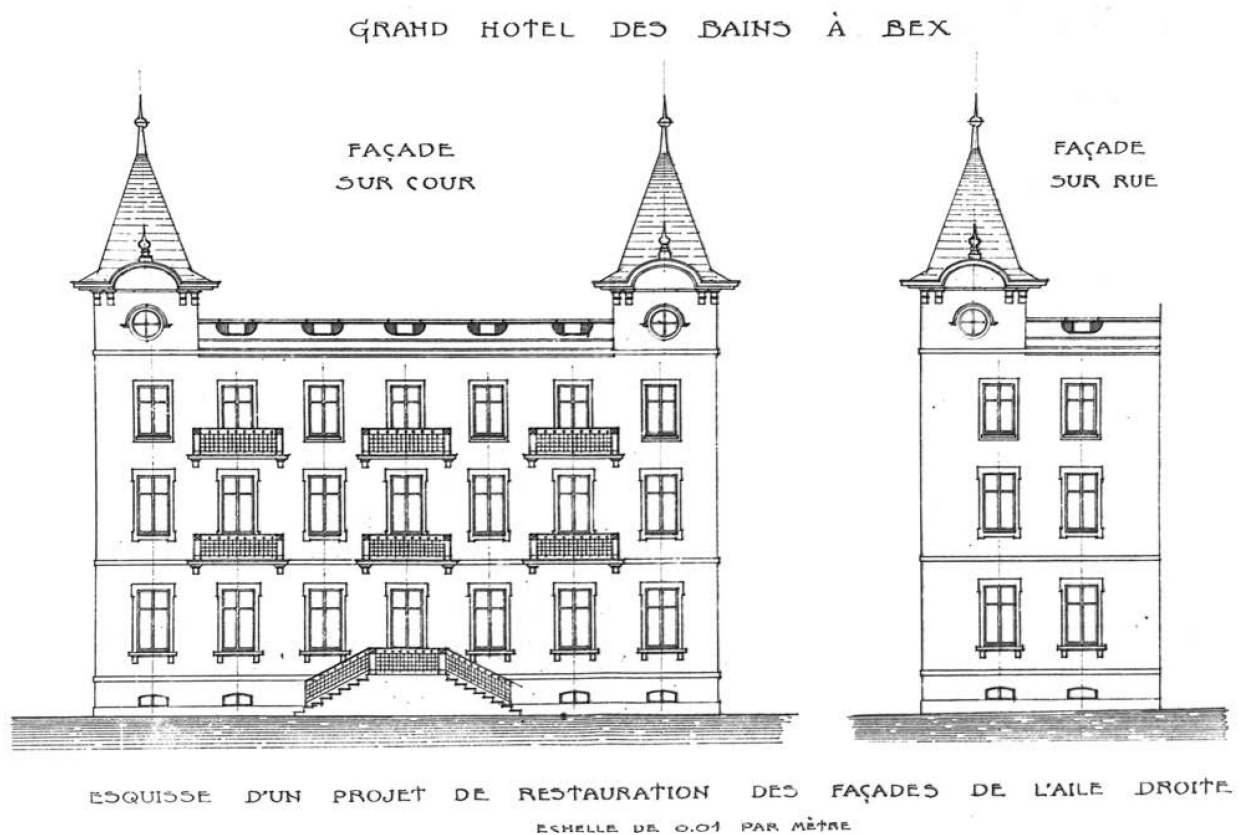 GRAND HOTEL DES BAINS À BEX
FAÇADE
SUR COUR
FAÇADE
SUR RUE
ESQUISSE D'UN PROJET DE RESTAURATION DES FAÇADES DE L'AILE DROITE
ECHELLE DE 0.01 PAR MÈTRE